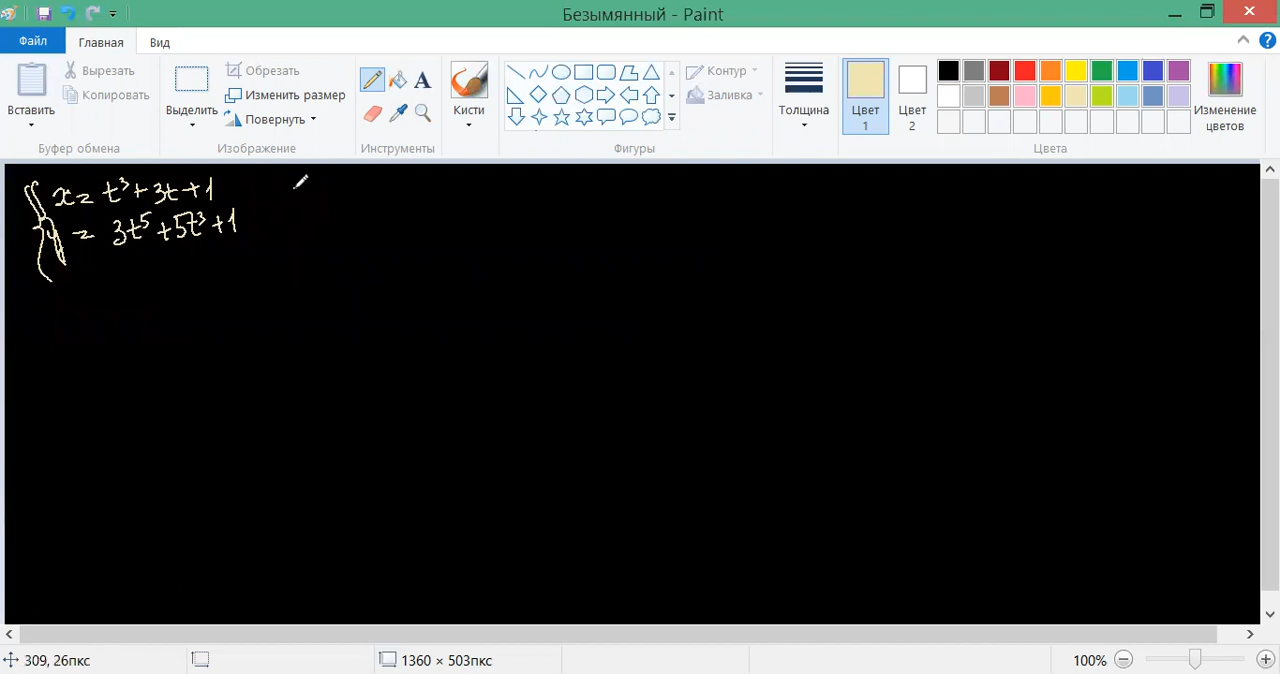 Безымянный - Paint
Файл Главная Вид
Вставить
Вырезать
Копировать
Буфер обмена
Выделить
Обрезать
Изменить размер
Повернуть
Изображение
A
Инструменты
Кисти
Контур
Заливка
Фигуры
Толщина
Цвет 1
Цвет 2
Изменение цветов
Цвета
x = t³ + 3t + 1
y = 3t⁵ + 5t³ + 1
309, 26пкс
1360 × 503пкс
100%